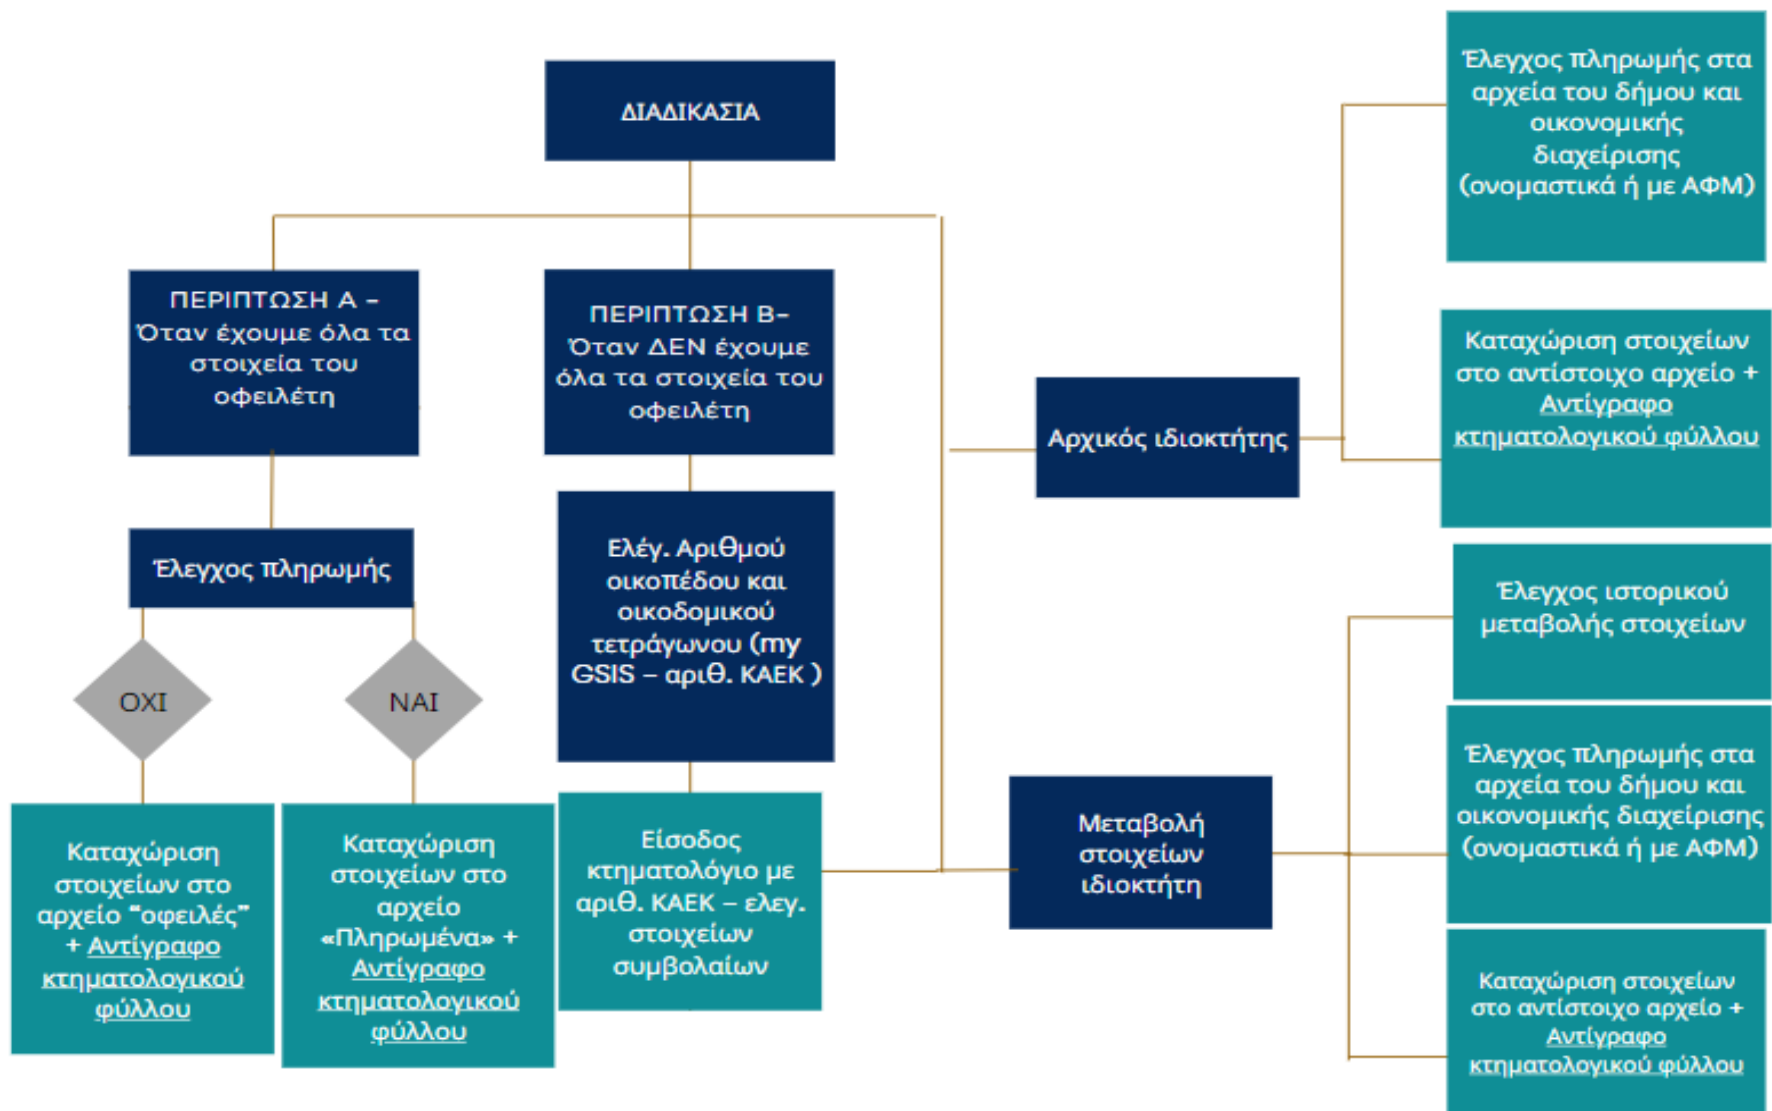 ΔΙΑΔΙΚΑΣΙΑ
ΠΕΡΙΠΤΩΣΗ Α –
Όταν έχουμε όλα τα
στοιχεία του
οφειλέτη
Έλεγχος πληρωμής
ΟΧΙ
ΝΑΙ
Καταχώριση
στοιχείων στο
αρχείο “οφειλές”
+ Αντίγραφο
κτηματολογικού
φύλλου
Καταχώριση
στοιχείων στο
αρχείο
«Πληρωμένα» +
Αντίγραφο
κτηματολογικού
φύλλου
ΠΕΡΙΠΤΩΣΗ Β–
Όταν ΔΕΝ έχουμε
όλα τα στοιχεία του
οφειλέτη
Ελέγ. Αριθμού
οικοπέδου και
οικοδομικού
τετράγωνου (my
GSIS – αριθ. ΚΑΕΚ )
Είσοδος
κτηματολόγιο με
αριθ. ΚΑΕΚ – ελεγ.
στοιχείων
συμβολαίων
Αρχικός ιδιοκτήτης
Έλεγχος πληρωμής στα
αρχεία του δήμου και
οικονομικής
διαχείρισης
(ονομαστικά ή με ΑΦΜ)
Καταχώριση στοιχείων
στο αντίστοιχο αρχείο +
Αντίγραφο
κτηματολογικού φύλλου
Μεταβολή
στοιχείων
ιδιοκτήτη
Έλεγχος ιστορικού
μεταβολής στοιχείων
Έλεγχος πληρωμής στα
αρχεία του δήμου και
οικονομικής διαχείρισης
(ονομαστικά ή με ΑΦΜ)
Καταχώριση στοιχείων
στο αντίστοιχο αρχείο +
Αντίγραφο
κτηματολογικού φύλλου